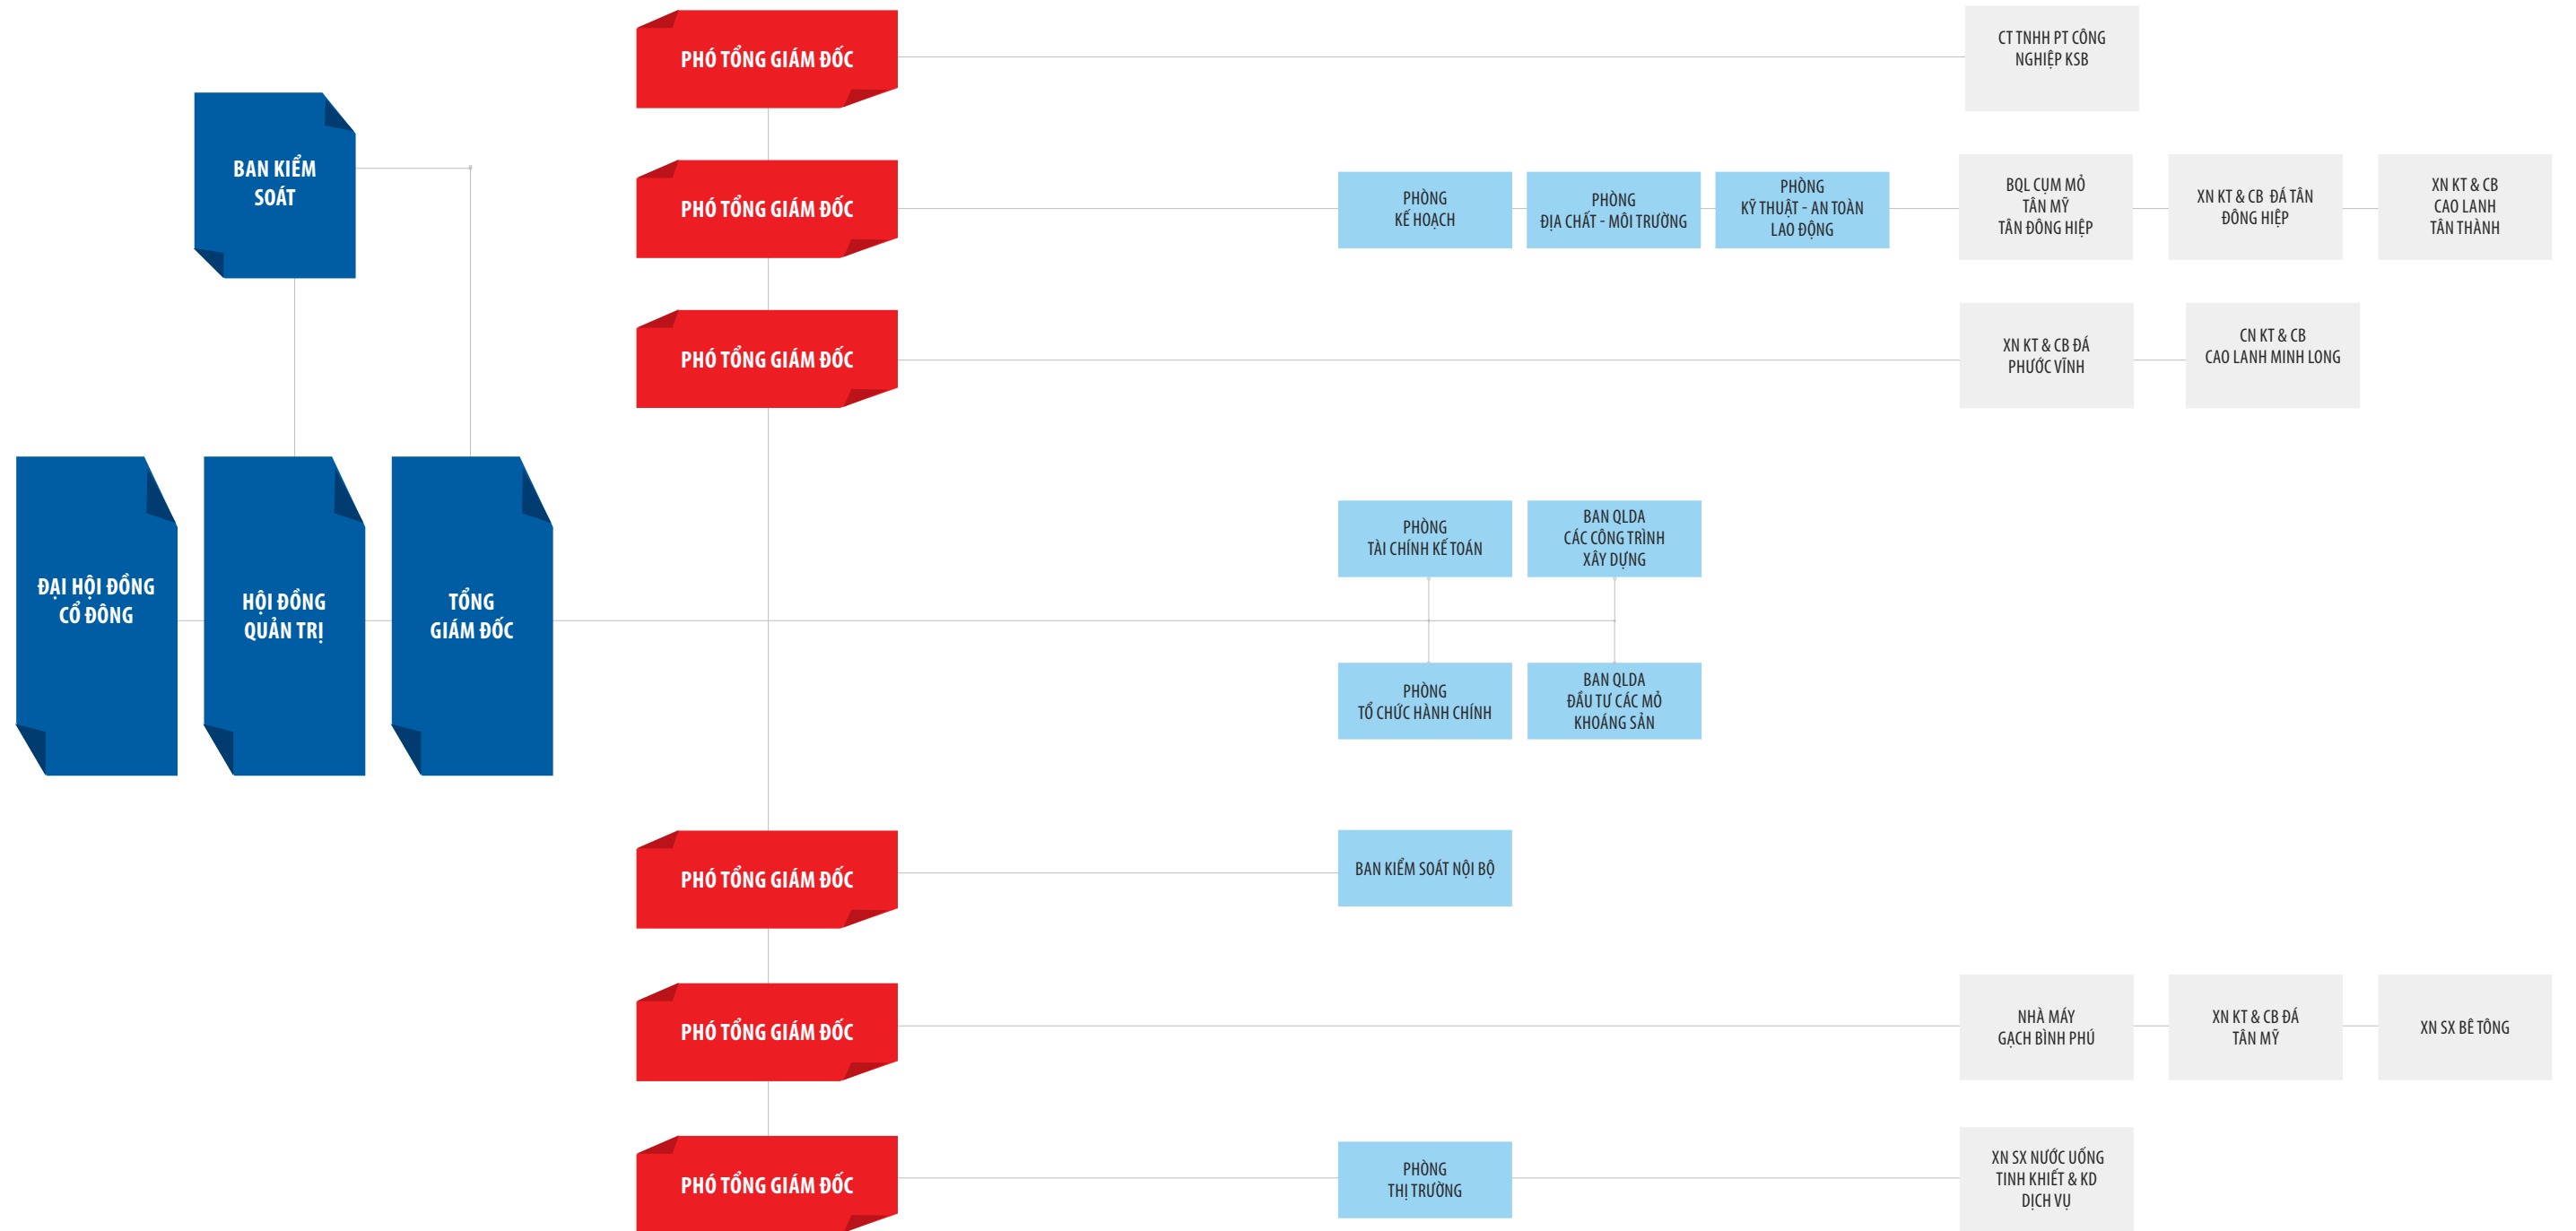 PHÓ TỔNG GIÁM ĐỐC
CT TNHH PT CÔNG
NGHIỆP KSB
BAN KIỂM
SOÁT
PHÓ TỔNG GIÁM ĐỐC
PHÒNG
KẾ HOẠCH
PHÒNG
ĐỊA CHẤT - MÔI TRƯỜNG
PHÒNG
KỸ THUẬT - AN TOÀN
LAO ĐỘNG
BQL CỤM MỎ
TÂN MỸ
TÂN ĐÔNG HIỆP
XN KT & CB ĐÁ TÂN
ĐÔNG HIỆP
XN KT & CB
CAO LANH
TÂN THÀNH
PHÓ TỔNG GIÁM ĐỐC
XN KT & CB ĐÁ
PHƯỚC VĨNH
CN KT & CB
CAO LANH MINH LONG
ĐẠI HỘI ĐỒNG
CỔ ĐÔNG
HỘI ĐỒNG
QUẢN TRỊ
TỔNG
GIÁM ĐỐC
PHÒNG
TÀI CHÍNH KẾ TOÁN
BAN QLDA
CÁC CÔNG TRÌNH
XÂY DỰNG
PHÒNG
TỔ CHỨC HÀNH CHÍNH
BAN QLDA
ĐẦU TƯ CÁC MỎ
KHOÁNG SẢN
PHÓ TỔNG GIÁM ĐỐC
BAN KIỂM SOÁT NỘI BỘ
PHÓ TỔNG GIÁM ĐỐC
NHÀ MÁY
GẠCH BÌNH PHÚ
XN KT & CB ĐÁ
TÂN MỸ
XN SX BÊ TÔNG
PHÓ TỔNG GIÁM ĐỐC
PHÒNG
THỊ TRƯỜNG
XN SX NƯỚC UỐNG
TINH KHIẾT & KD
DỊCH VỤ